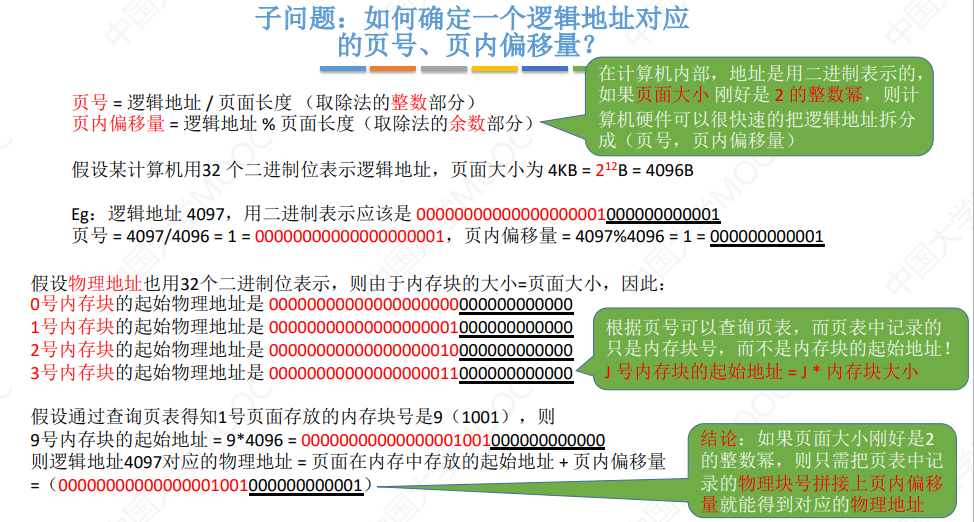 子问题：如何确定一个逻辑地址对应
的页号、页内偏移量？
页号 = 逻辑地址 / 页面长度 （取除法的整数部分）
页内偏移量 = 逻辑地址 % 页面长度（取除法的余数部分）
在计算机内部，地址是用二进制表示的，
如果页面大小 刚好是 2 的整数幂，则计
算机硬件可以很快速的把逻辑地址拆分
成（页号，页内偏移量）
假设某计算机用32 个二进制位表示逻辑地址，页面大小为 4KB = 2¹²B = 4096B
Eg：逻辑地址 4097，用二进制表示应该是 00000000000000000001000000000001
页号 = 4097/4096 = 1 = 00000000000000000001，页内偏移量 = 4097%4096 = 1 = 000000000001
假设物理地址也用32个二进制位表示，则由于内存块的大小=页面大小，因此：
0号内存块的起始物理地址是 00000000000000000000000000000000
1号内存块的起始物理地址是 00000000000000000001000000000000
2号内存块的起始物理地址是 00000000000000000010000000000000
3号内存块的起始物理地址是 00000000000000000011000000000000
根据页号可以查询页表，而页表中记录的
只是内存块号，而不是内存块的起始地址！
J 号内存块的起始地址 = J * 内存块大小
假设通过查询页表得知1号页面存放的内存块号是9（1001），则
9号内存块的起始地址 = 9*4096 = 00000000000000001001000000000000
则逻辑地址4097对应的物理地址 = 页面在内存中存放的起始地址 + 页内偏移量
=（00000000000000001001000000000001）
结论：如果页面大小刚好是2
的整数幂，则只需把页表中记
录的物理块号拼接上页内偏移
量就能得到对应的物理地址
中国大学MOOC